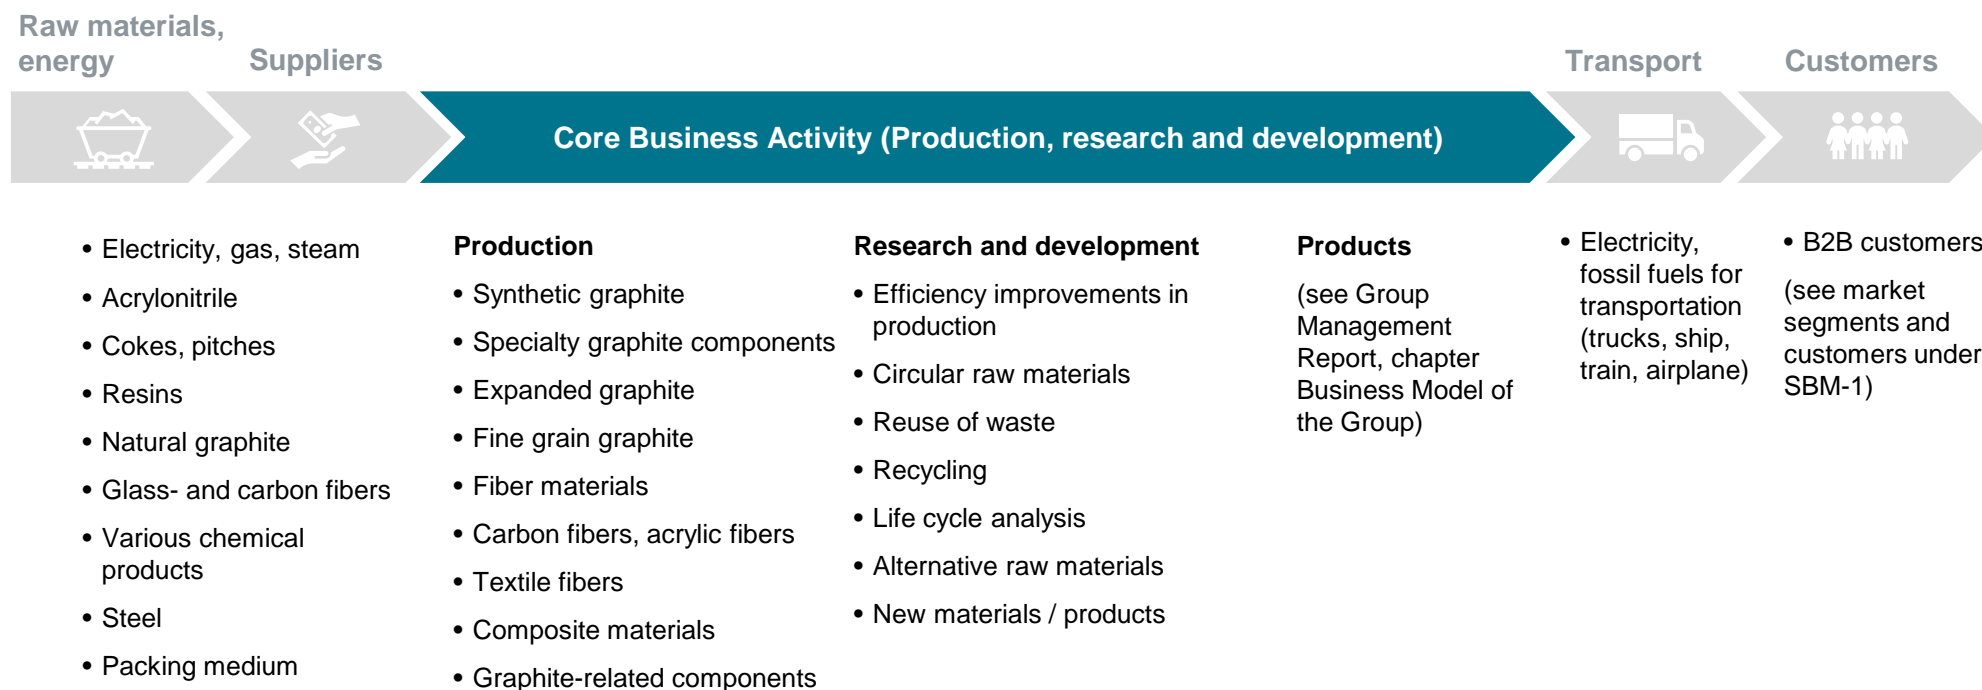 Raw materials,
energy
Suppliers
Transport
Customers
Core Business Activity (Production, research and development)
• Electricity, gas, steam
• Acrylonitrile
• Cokes, pitches
• Resins
• Natural graphite
• Glass- and carbon fibers
• Various chemical
products
• Steel
• Packing medium
Production
• Synthetic graphite
• Specialty graphite components
• Expanded graphite
• Fine grain graphite
• Fiber materials
• Carbon fibers, acrylic fibers
• Textile fibers
• Composite materials
• Graphite-related components
Research and development
• Efficiency improvements in
production
• Circular raw materials
• Reuse of waste
• Recycling
• Life cycle analysis
• Alternative raw materials
• New materials / products
Products
(see Group
Management
Report, chapter
Business Model of
the Group)
• Electricity,
fossil fuels for
transportation
(trucks, ship,
train, airplane)
• B2B customers
(see market
segments and
customers under
SBM-1)